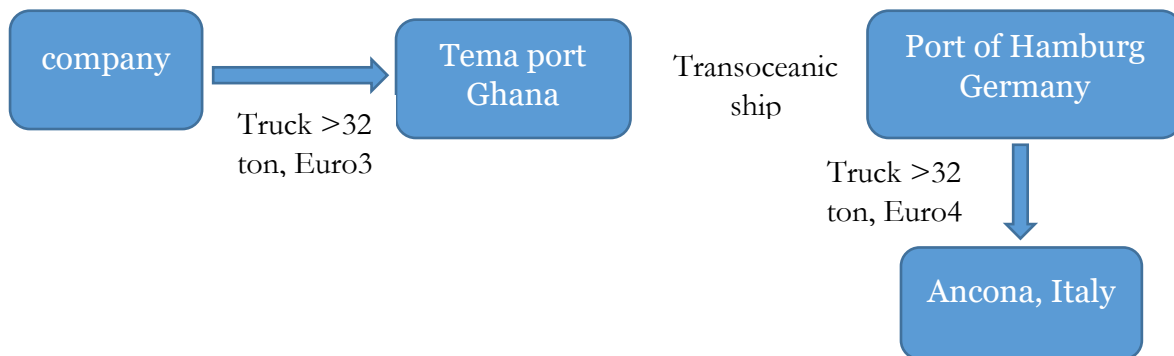 company
Tema port
Ghana
Truck >32
ton, Euro3
Transoceanic
ship
Port of Hamburg
Germany
Truck >32
ton, Euro4
Ancona, Italy